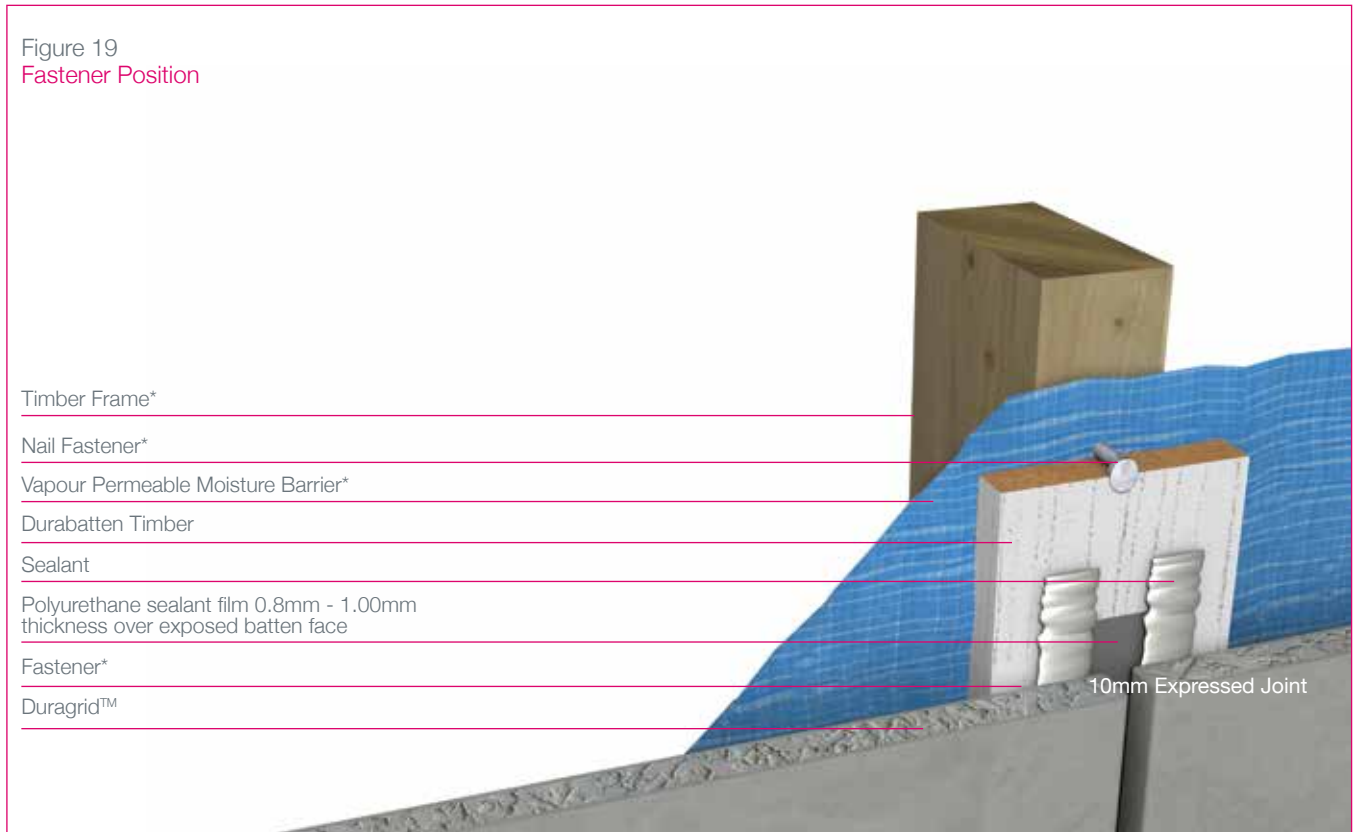 Figure 19
Fastener Position
Timber Frame*
Nail Fastener*
Vapour Permeable Moisture Barrier*
Durabatten Timber
Sealant
Polyurethane sealant film 0.8mm - 1.00mm
thickness over exposed batten face
Fastener*
Duragrid™
10mm Expressed Joint